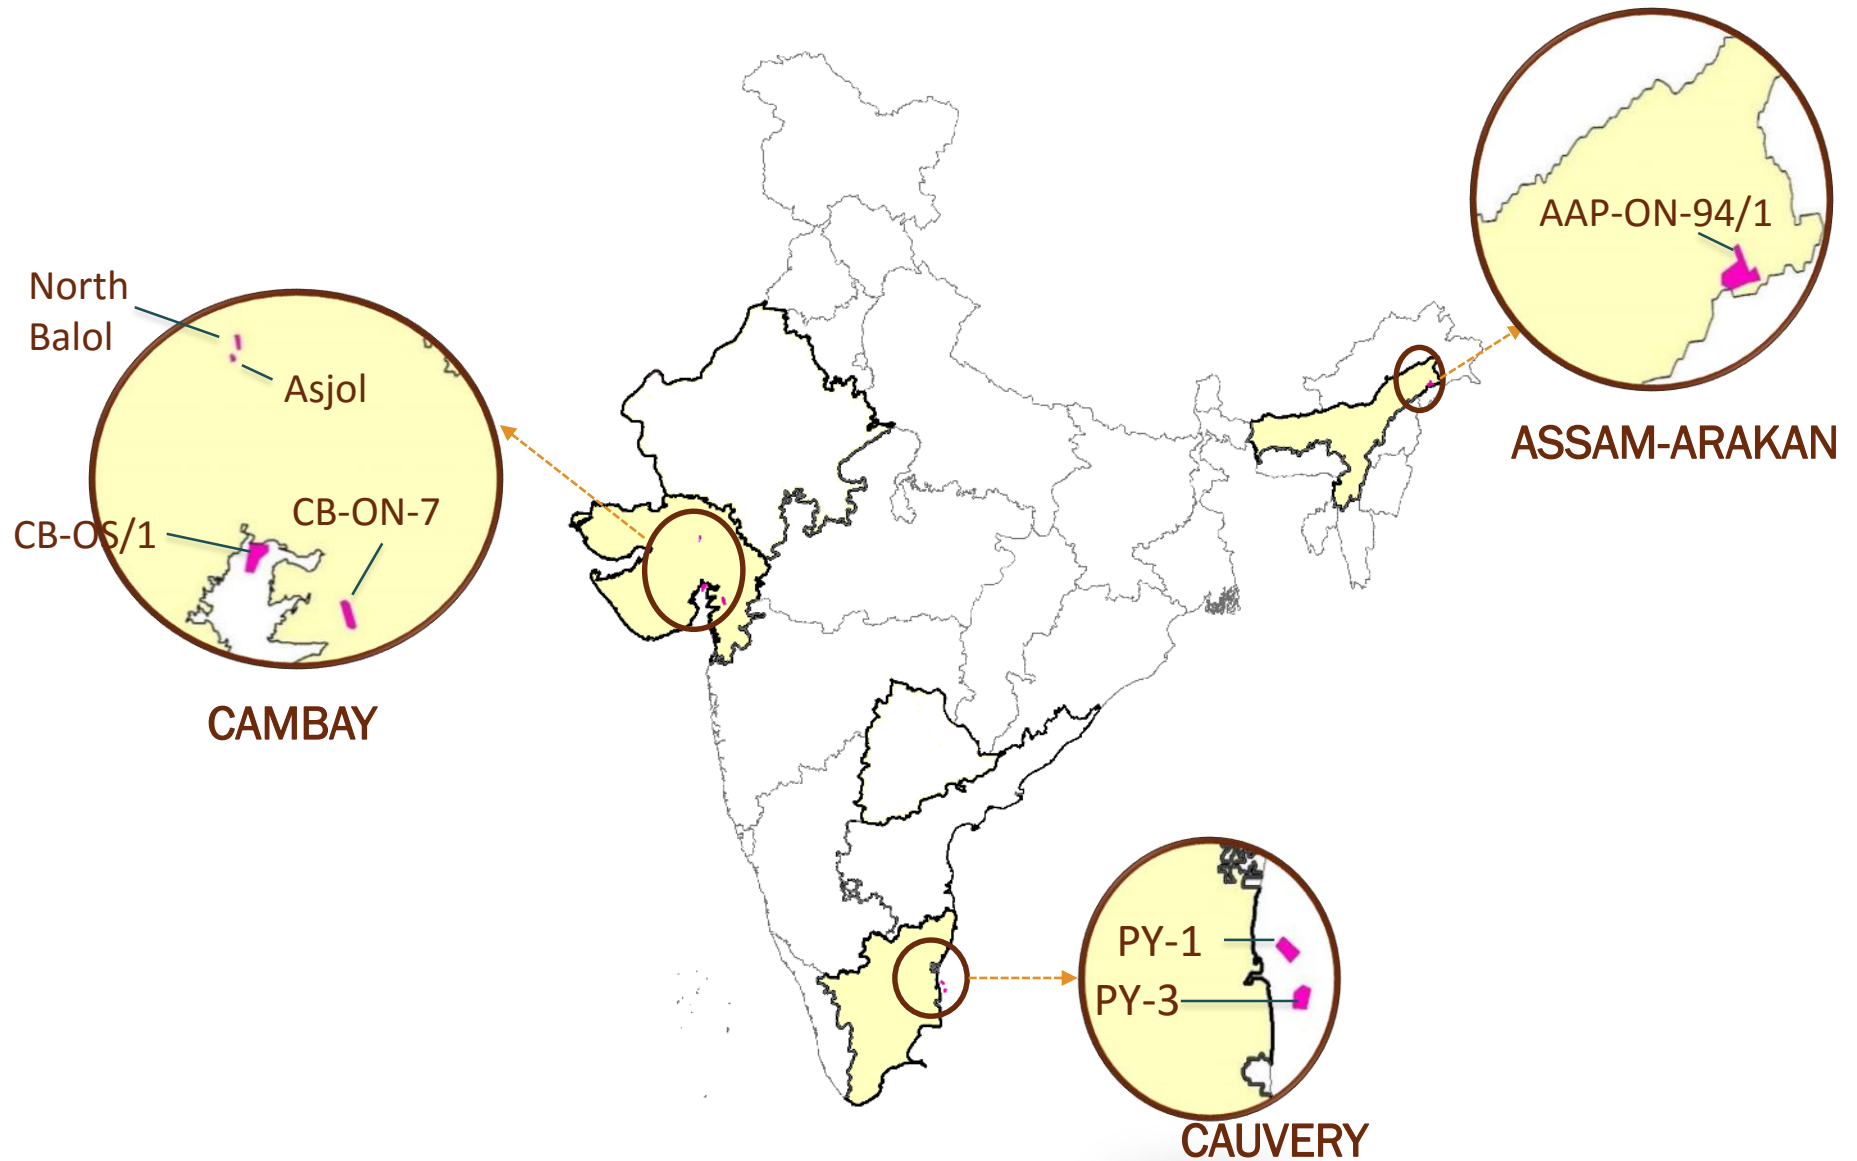 AAP-ON-94/1
ASSAM-ARAKAN
North
Balol
Asjol
CB-ON-7
CB-OS/1
CAMBAY
PY-1
PY-3
CAUVERY